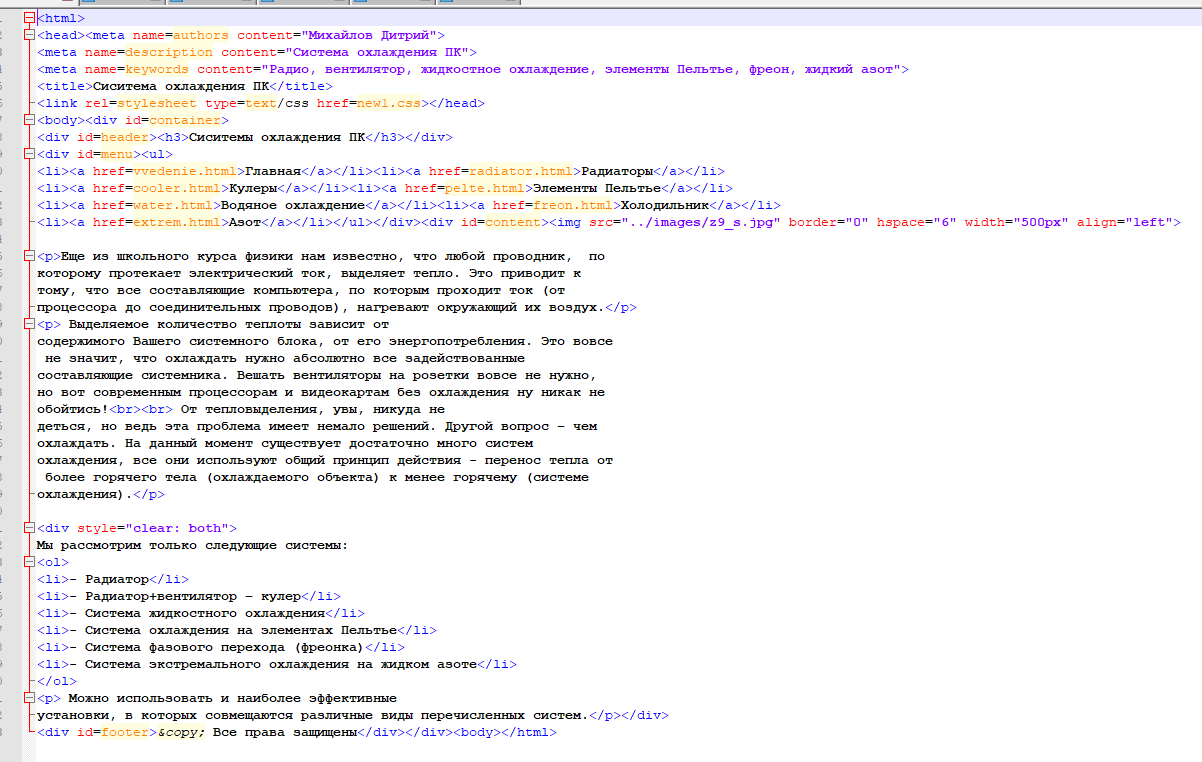 <html>
<head><meta name=authors content="Михайлов Дитрий">
<meta name=description content="Система охлаждения ПК">
<meta name=keywords content="Радио, вентилятор, жидкостное охлаждение, элементы Пельтье, фреон, жидкий азот">
<title>Сиситема охлаждения ПК</title>
<link rel=stylesheet type=text/css href=new1.css></head>
<body><div id=container>
<div id=header><h3>Сиситемы охлаждения ПК</h3></div>
<div id=menu><ul>
<li><a href=vvedenie.html>Главная</a></li><li><a href=radiator.html>Радиаторы</a></li>
<li><a href=cooler.html>Кулеры</a></li><li><a href=pelte.html>Элементы Пельтье</a></li>
<li><a href=water.html>Водяное охлаждение</a></li><li><a href=freon.html>Холодильник</a></li>
<li><a href=extrem.html>Азот</a></li></ul></div><div id=content><img src="../images/z9_s.jpg" border="0" hspace="6" width="500px" align="left">
<p>Еще из школьного курса физики нам известно, что любой проводник,  по
которому протекает электрический ток, выделяет тепло. Это приводит к
тому, что все составляющие компьютера, по которым проходит ток (от
процессора до соединительных проводов), нагревают окружающий их воздух.</p>
<p> Выделяемое количество теплоты зависит от
содержимого Вашего системного блока, от его энергопотребления. Это вовсе
 не значит, что охлаждать нужно абсолютно все задействованные
составляющие системника. Вешать вентиляторы на розетки вовсе не нужно,
но вот современным процессорам и видеокартам без охлаждения ну никак не
обойтись!<br><br> От тепловыделения, увы, никуда не
деться, но ведь эта проблема имеет немало решений. Другой вопрос – чем
охлаждать. На данный момент существует достаточно много систем
охлаждения, все они используют общий принцип действия - перенос тепла от
 более горячего тела (охлаждаемого объекта) к менее горячему (системе
охлаждения).</p>
<div style="clear: both">
Мы рассмотрим только следующие системы:
<ol>
<li>- Радиатор</li>
<li>- Радиатор+вентилятор – кулер</li>
<li>- Система жидкостного охлаждения</li>
<li>- Система охлаждения на элементах Пельтье</li>
<li>- Система фазового перехода (фреонка)</li>
<li>- Система экстремального охлаждения на жидком азоте</li>
</ol>
<p> Можно использовать и наиболее эффективные
установки, в которых совмещаются различные виды перечисленных систем.</p></div>
<div id=footer>&copy; Все права защищены</div></div><body></html>